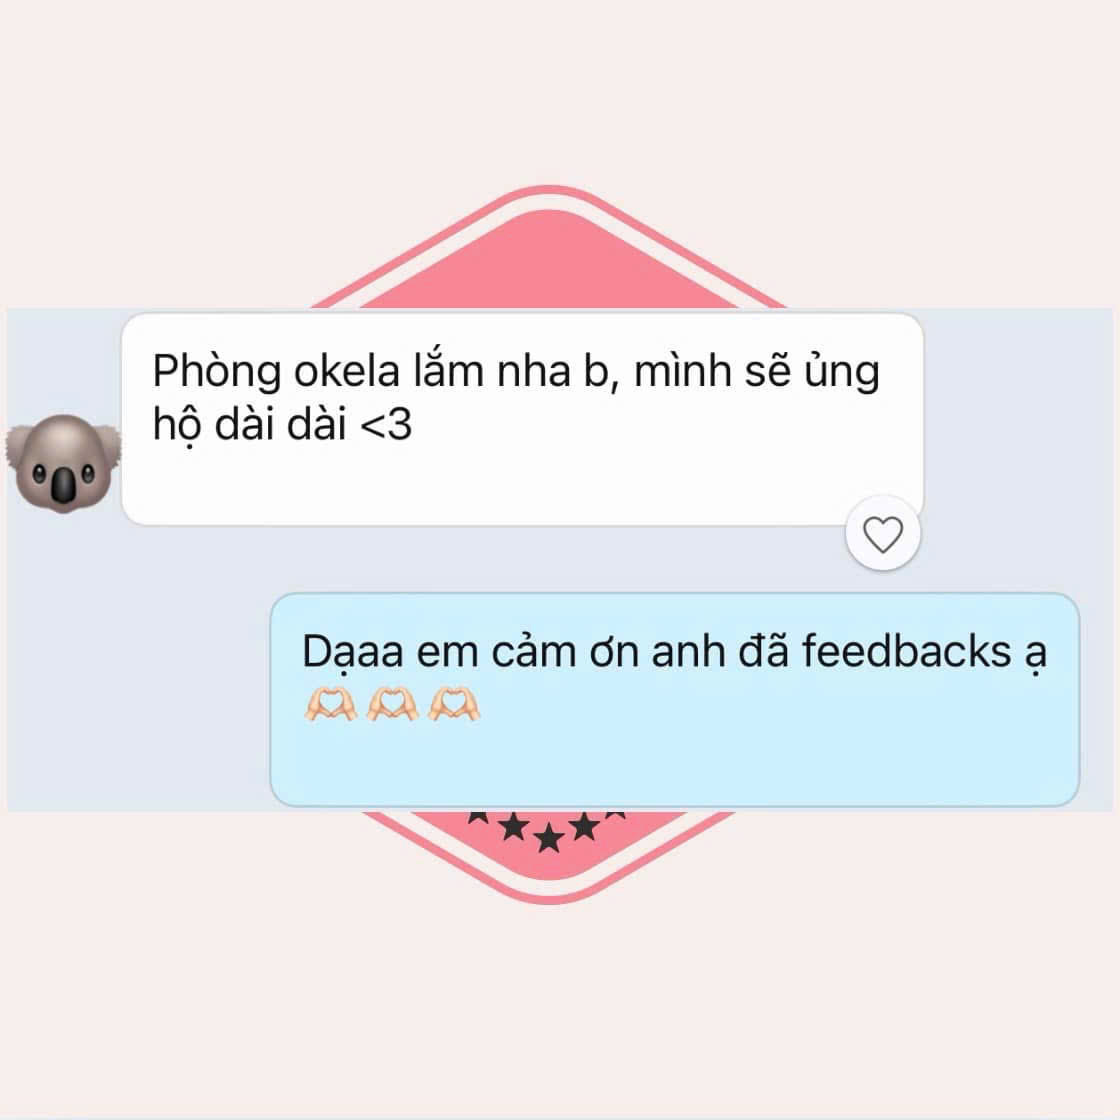 Phòng okela lắm nha b, mình sẽ ủng
hộ dài dài <3
Dạaa em cảm ơn anh đã feedbacks ạ
🫶🏻🫶🏻🫶🏻